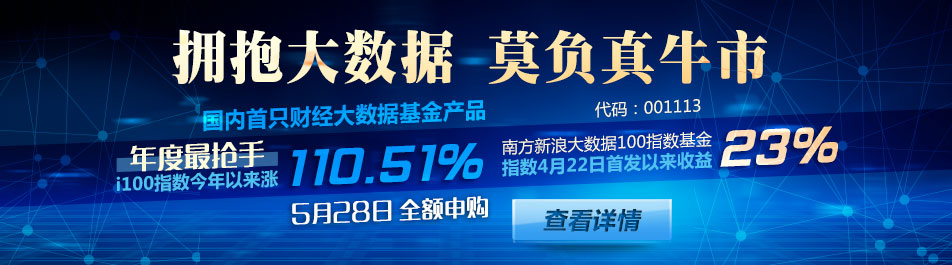 拥抱大数据 莫负真牛市
国内首只财经大数据基金产品
代码：001113
年度最抢手
i100指数今年以来涨
110.51%
南方新浪大数据100指数基金
指数4月22日首发以来收益
23%
5月28日 全额申购
查看详情